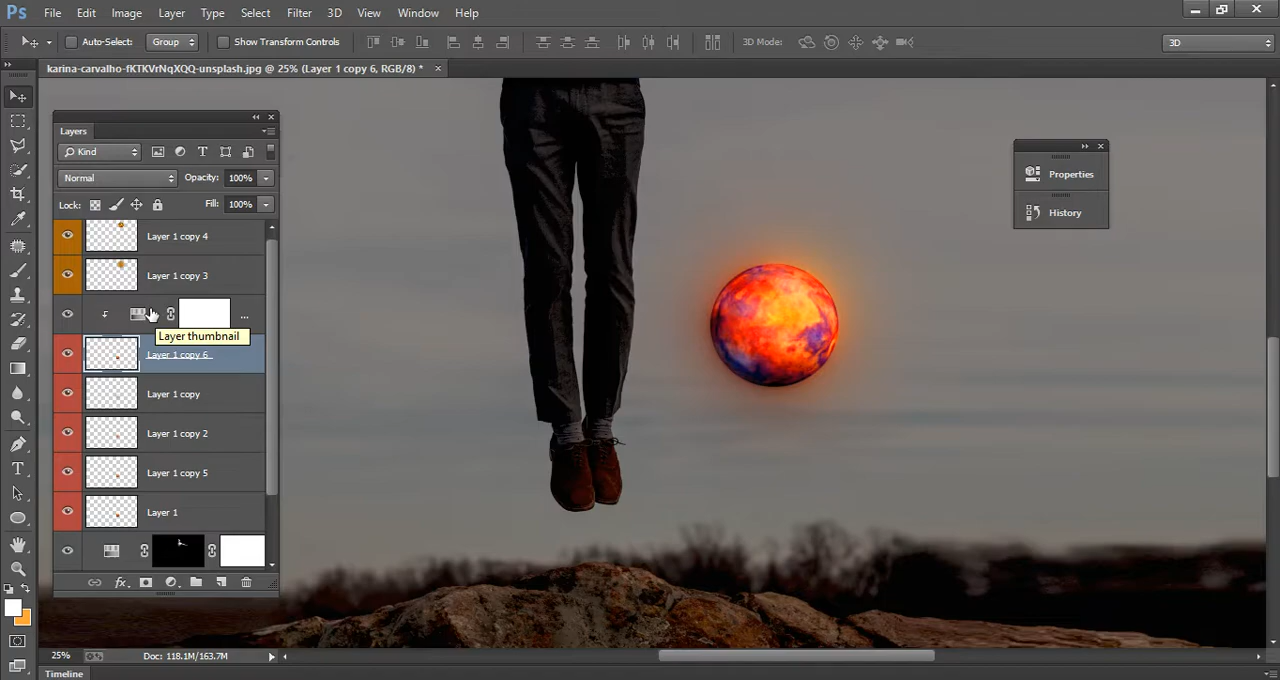 Ps File Edit Image Layer Type Select Filter 3D View Window Help
Auto-Select: Group Show Transform Controls 3D Mode: 3D
karina-carvalho-fKTKVrNqXQQ-unsplash.jpg @ 25% (Layer 1 copy 6, RGB/8) *
Layers
Kind
Normal Opacity: 100%
Lock: Fill: 100%
Layer 1 copy 4
Layer 1 copy 3
...
Layer thumbnail
Layer 1 copy 6
Layer 1 copy
Layer 1 copy 2
Layer 1 copy 5
Layer 1
fx
Properties
History
25% Doc: 118.1M/163.7M
Timeline